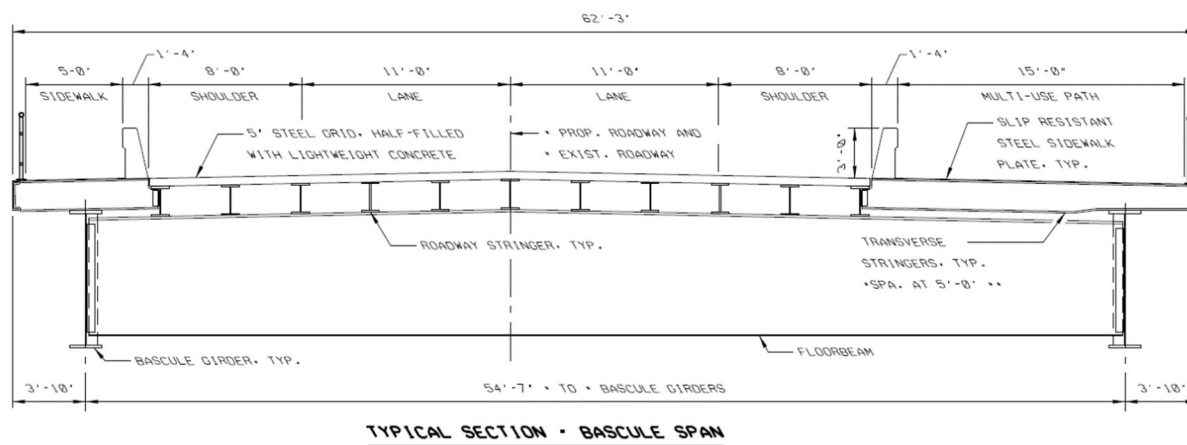 62'-3"
1'-4"
1'-4"
5-0"
8'-0"
11'-0"
11'-0"
8'-0"
15'-0"
SIDEWALK
SHOULDER
LANE
LANE
SHOULDER
MULTI-USE PATH
5" STEEL GRID, HALF-FILLED
WITH LIGHTWEIGHT CONCRETE
* PROP. ROADWAY AND
* EXIST. ROADWAY
3'-0"
SLIP RESISTANT
STEEL SIDEWALK
PLATE, TYP.
ROADWAY STRINGER, TYP.
TRANSVERSE
STRINGERS, TYP.
*SPA. AT 5'-0" **
BASCULE GIRDER, TYP.
FLOORBEAM
3'-10"
54'-7" * TO * BASCULE GIRDERS
3'-10"
TYPICAL SECTION - BASCULE SPAN